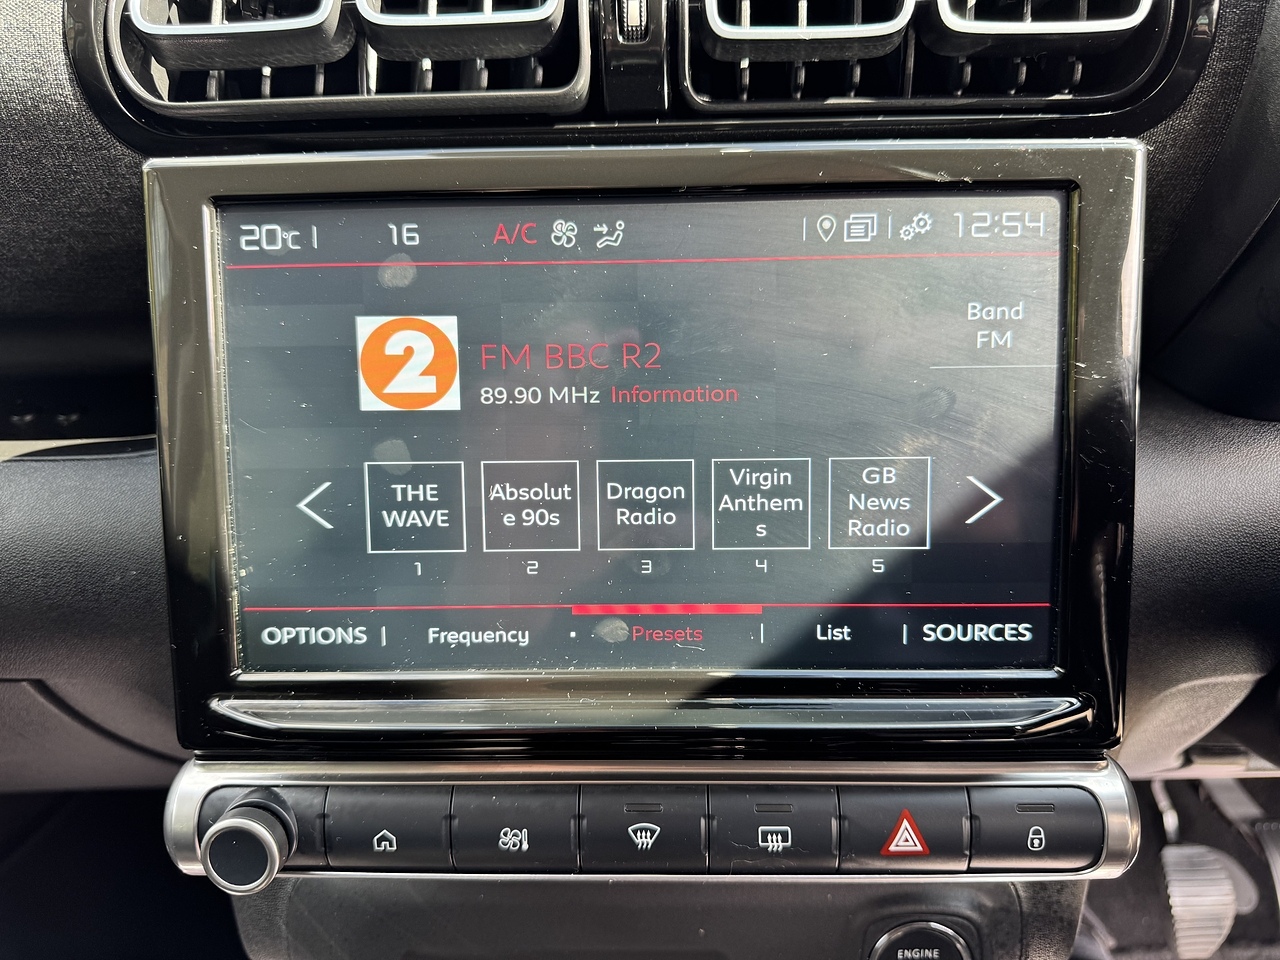 20°C 16 A/C 12:54
Band
FM
2
FM BBC R2
89.90 MHz Information
THE
WAVE
Absolut
e 90s
Dragon
Radio
Virgin
Anthem
s
GB
News
Radio
1 2 3 4 5
OPTIONS Frequency Presets List SOURCES
ENGINE